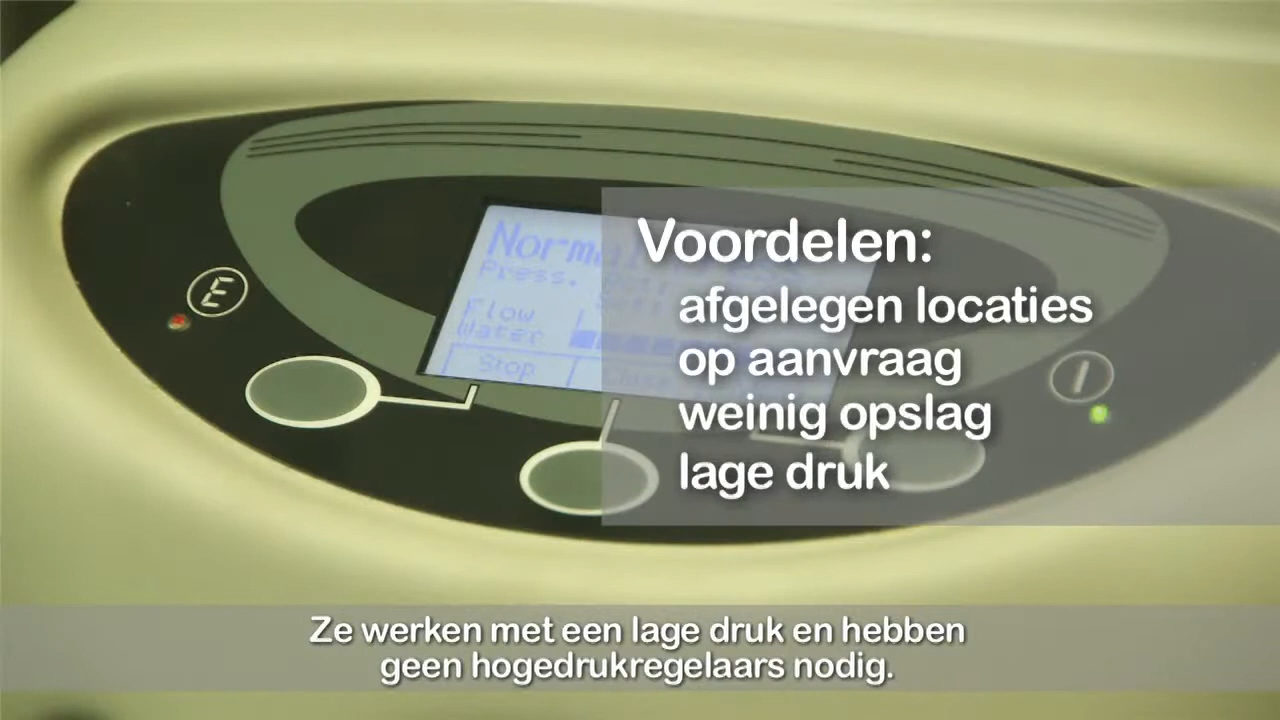 Press.
Flow
Water
Stop
Voordelen:
afgelegen locaties
op aanvraag
weinig opslag
lage druk
Ze werken met een lage druk en hebben
geen hogedrukregelaars nodig.